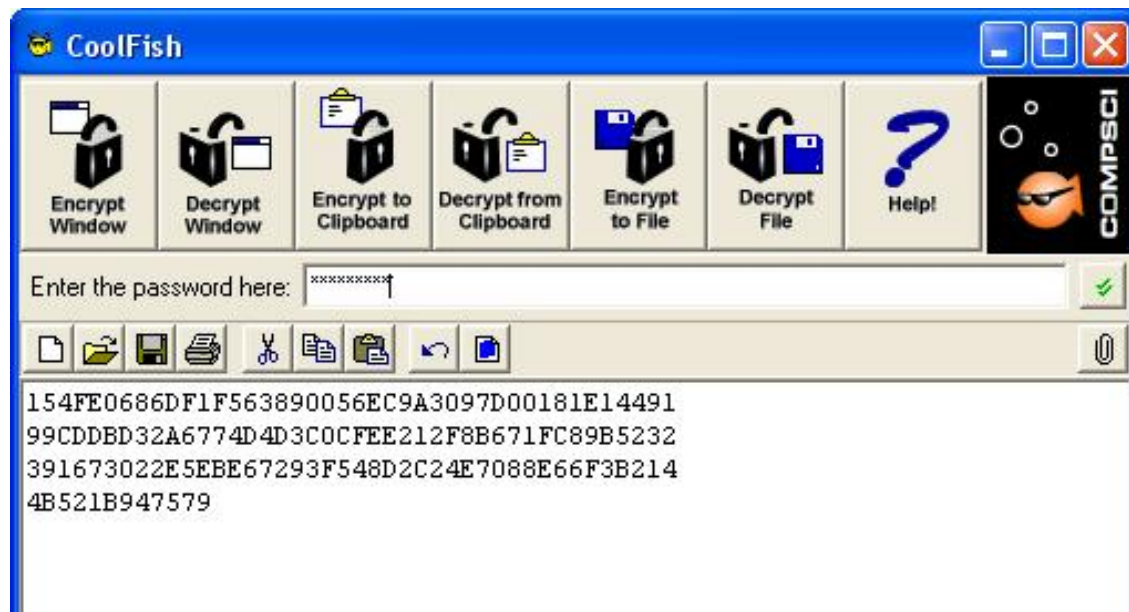 CoolFish
Encrypt
Window
Decrypt
Window
Encrypt to
Clipboard
Decrypt from
Clipboard
Encrypt
to File
Decrypt
File
Help!
COMPSCI
Enter the password here: *********
154FE0686DF1F563890056EC9A3097D00181E14491
99CDDBD32A6774D4D3C0CFEE212F8B671FC89B5232
391673022E5EBE67293F548D2C24E7088E66F3B214
4B521B947579